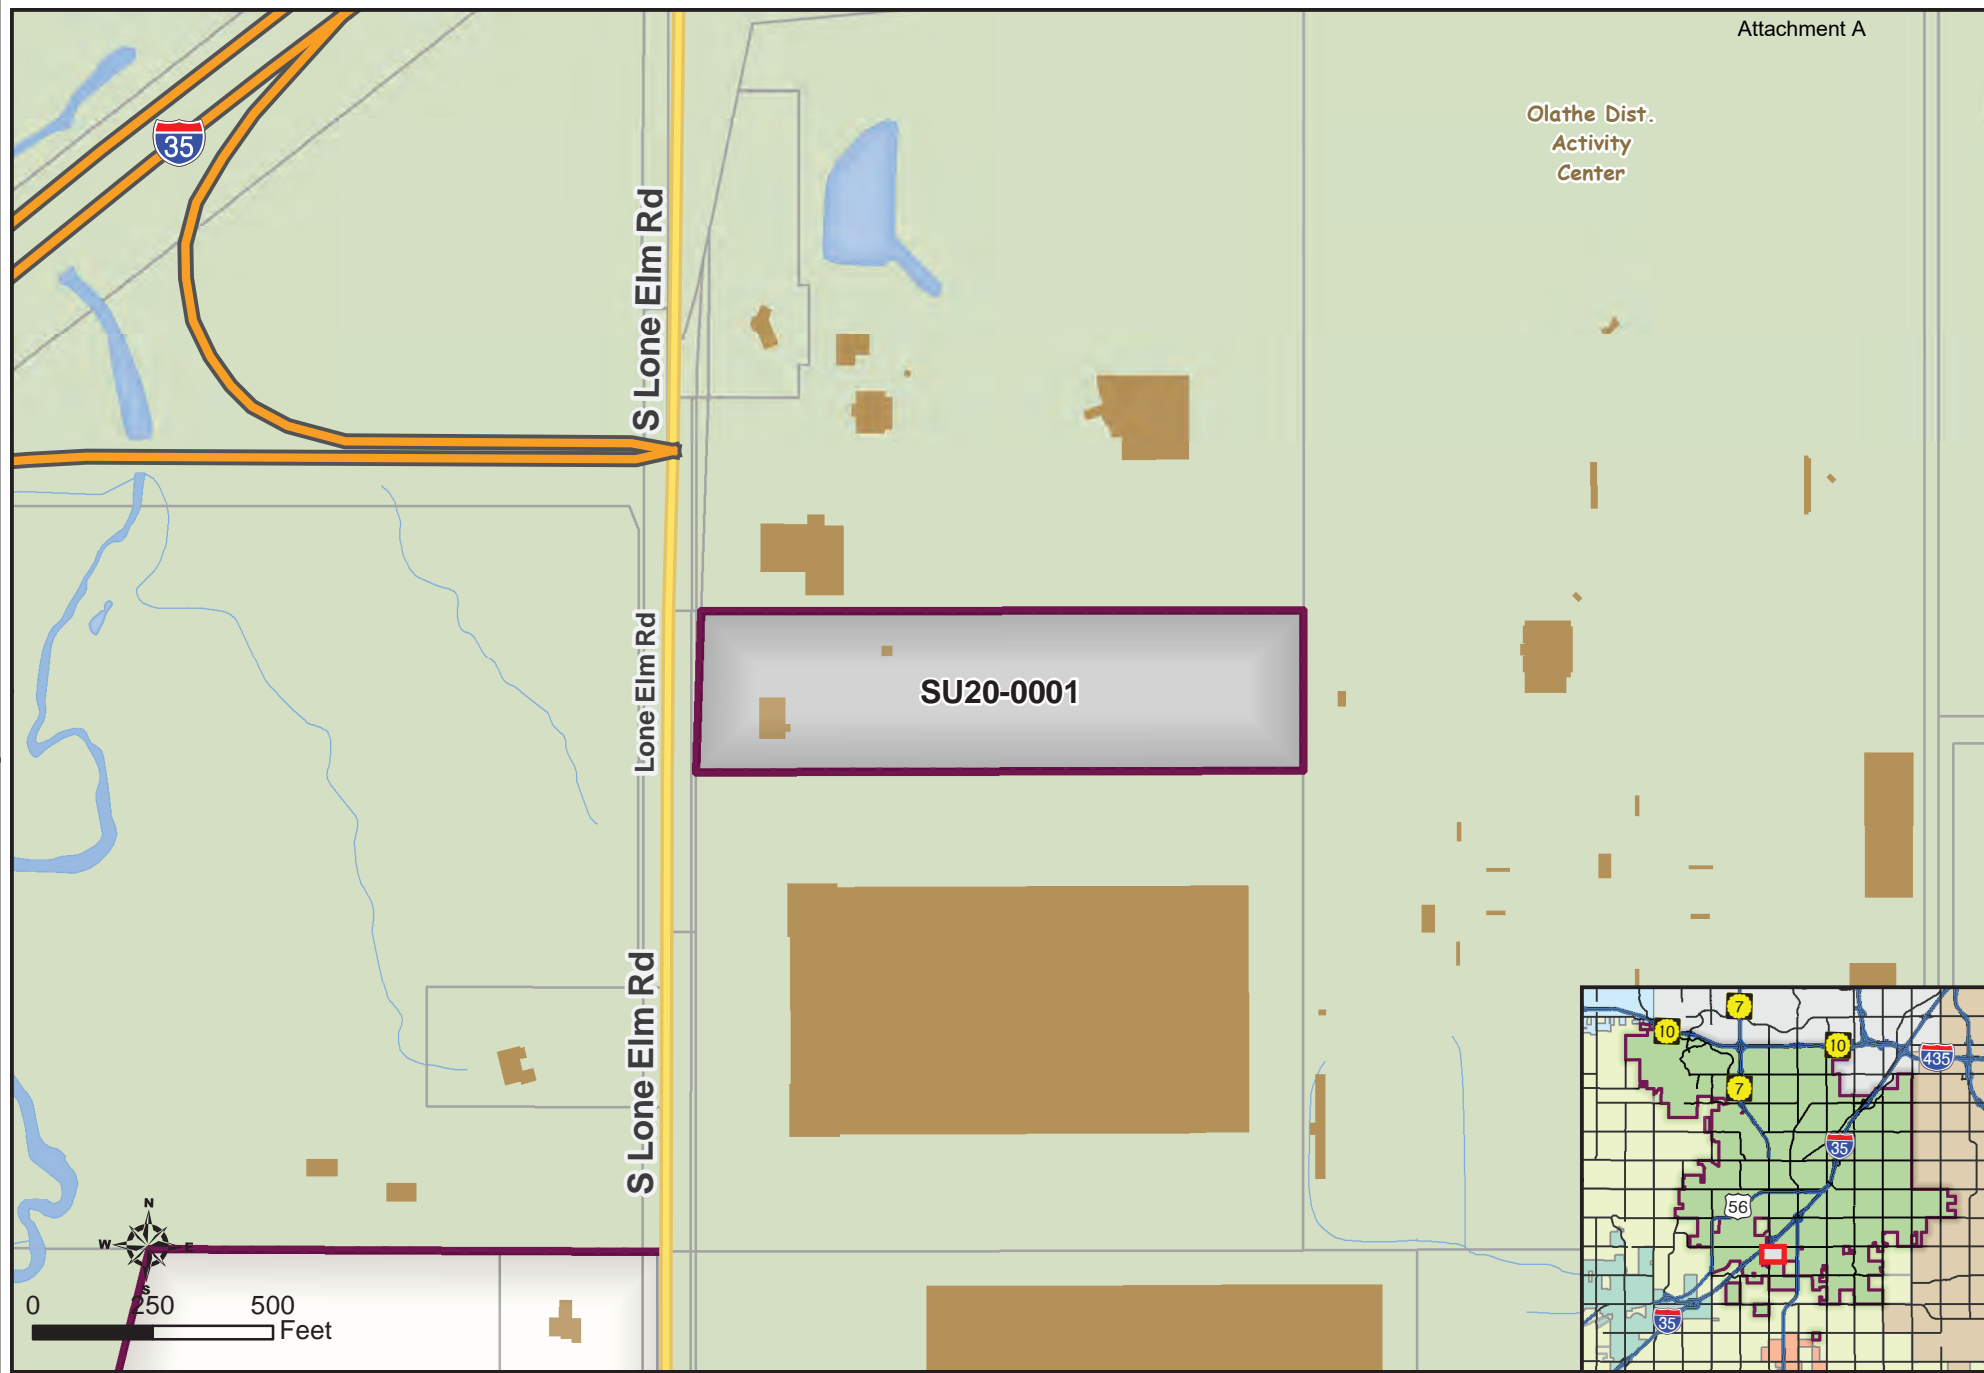 Attachment A
Olathe Dist.
Activity
Center
35
S Lone Elm Rd
Lone Elm Rd
SU20-0001
S Lone Elm Rd
N
W
E
S
0
250
500
Feet
7
10
10
435
7
35
56
35